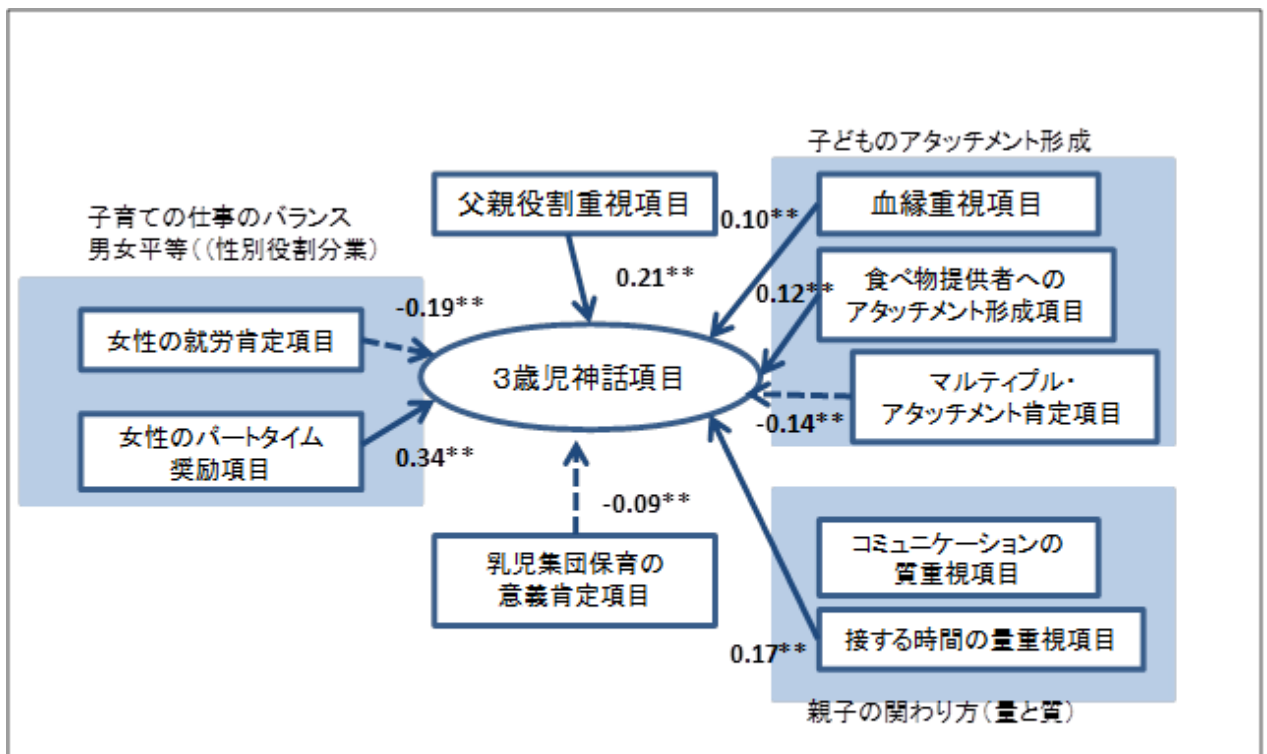 子どものアタッチメント形成
父親役割重視項目
血縁重視項目
0.10**
子育ての仕事のバランス
男女平等((性別役割分業)
0.21**
食べ物提供者への
アタッチメント形成項目
0.12**
-0.19**
女性の就労肯定項目
3歳児神話項目
マルティプル・
アタッチメント肯定項目
-0.14**
女性のパートタイム
奨励項目
0.34**
-0.09**
乳児集団保育の
意義肯定項目
コミュニケーションの
質重視項目
接する時間の量重視項目
0.17**
親子の関わり方(量と質)